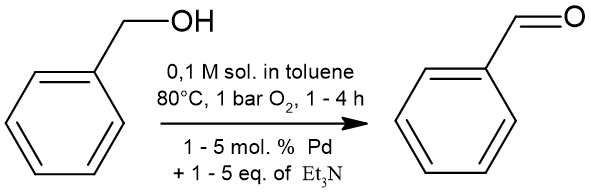 OH
O
0,1 M sol. in toluene
80°C, 1 bar O₂, 1 - 4 h
1 - 5 mol. % Pd
+ 1 - 5 eq. of Et₃N